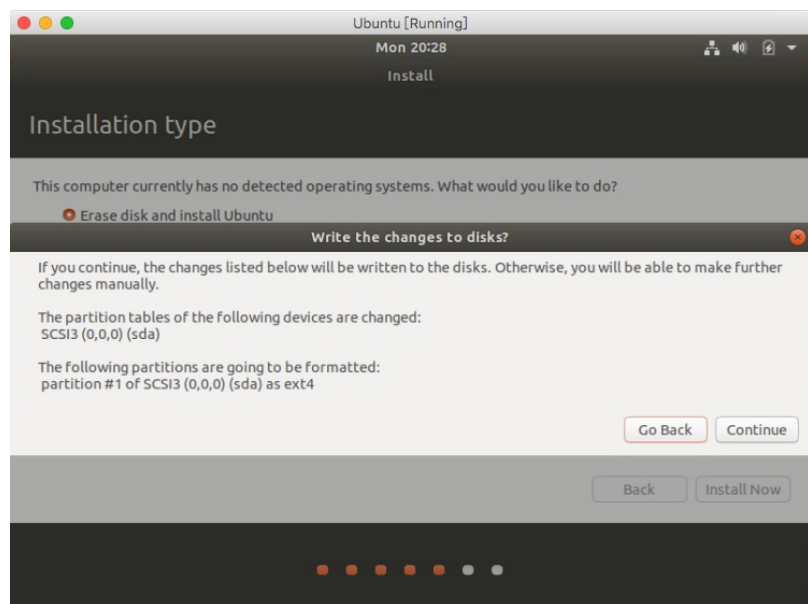 Ubuntu [Running]
Mon 20:28
Install
Installation type
This computer currently has no detected operating systems. What would you like to do?
Erase disk and install Ubuntu
Write the changes to disks?
If you continue, the changes listed below will be written to the disks. Otherwise, you will be able to make further
changes manually.
The partition tables of the following devices are changed:
SCSI3 (0,0,0) (sda)
The following partitions are going to be formatted:
partition #1 of SCSI3 (0,0,0) (sda) as ext4
Go Back Continue
Back Install Now